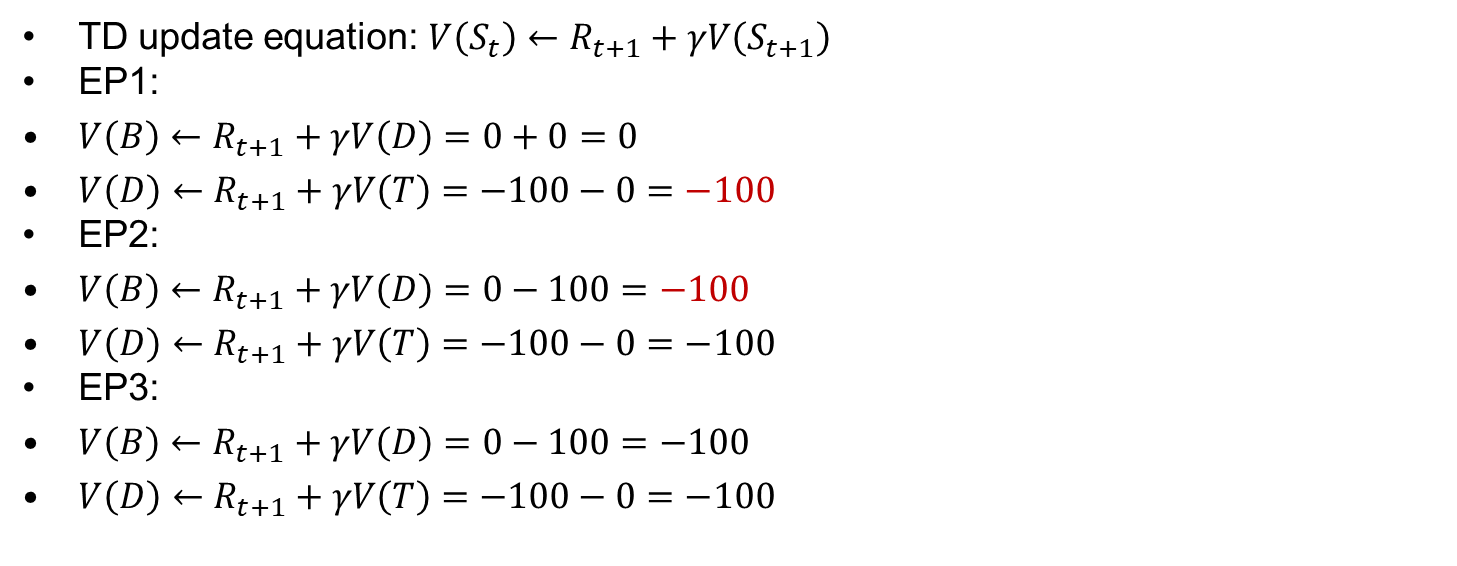 • TD update equation: V(S_t) ← R_{t+1} + γV(S_{t+1})
• EP1:
• V(B) ← R_{t+1} + γV(D) = 0 + 0 = 0
• V(D) ← R_{t+1} + γV(T) = −100 − 0 = −100
• EP2:
• V(B) ← R_{t+1} + γV(D) = 0 − 100 = −100
• V(D) ← R_{t+1} + γV(T) = −100 − 0 = −100
• EP3:
• V(B) ← R_{t+1} + γV(D) = 0 − 100 = −100
• V(D) ← R_{t+1} + γV(T) = −100 − 0 = −100